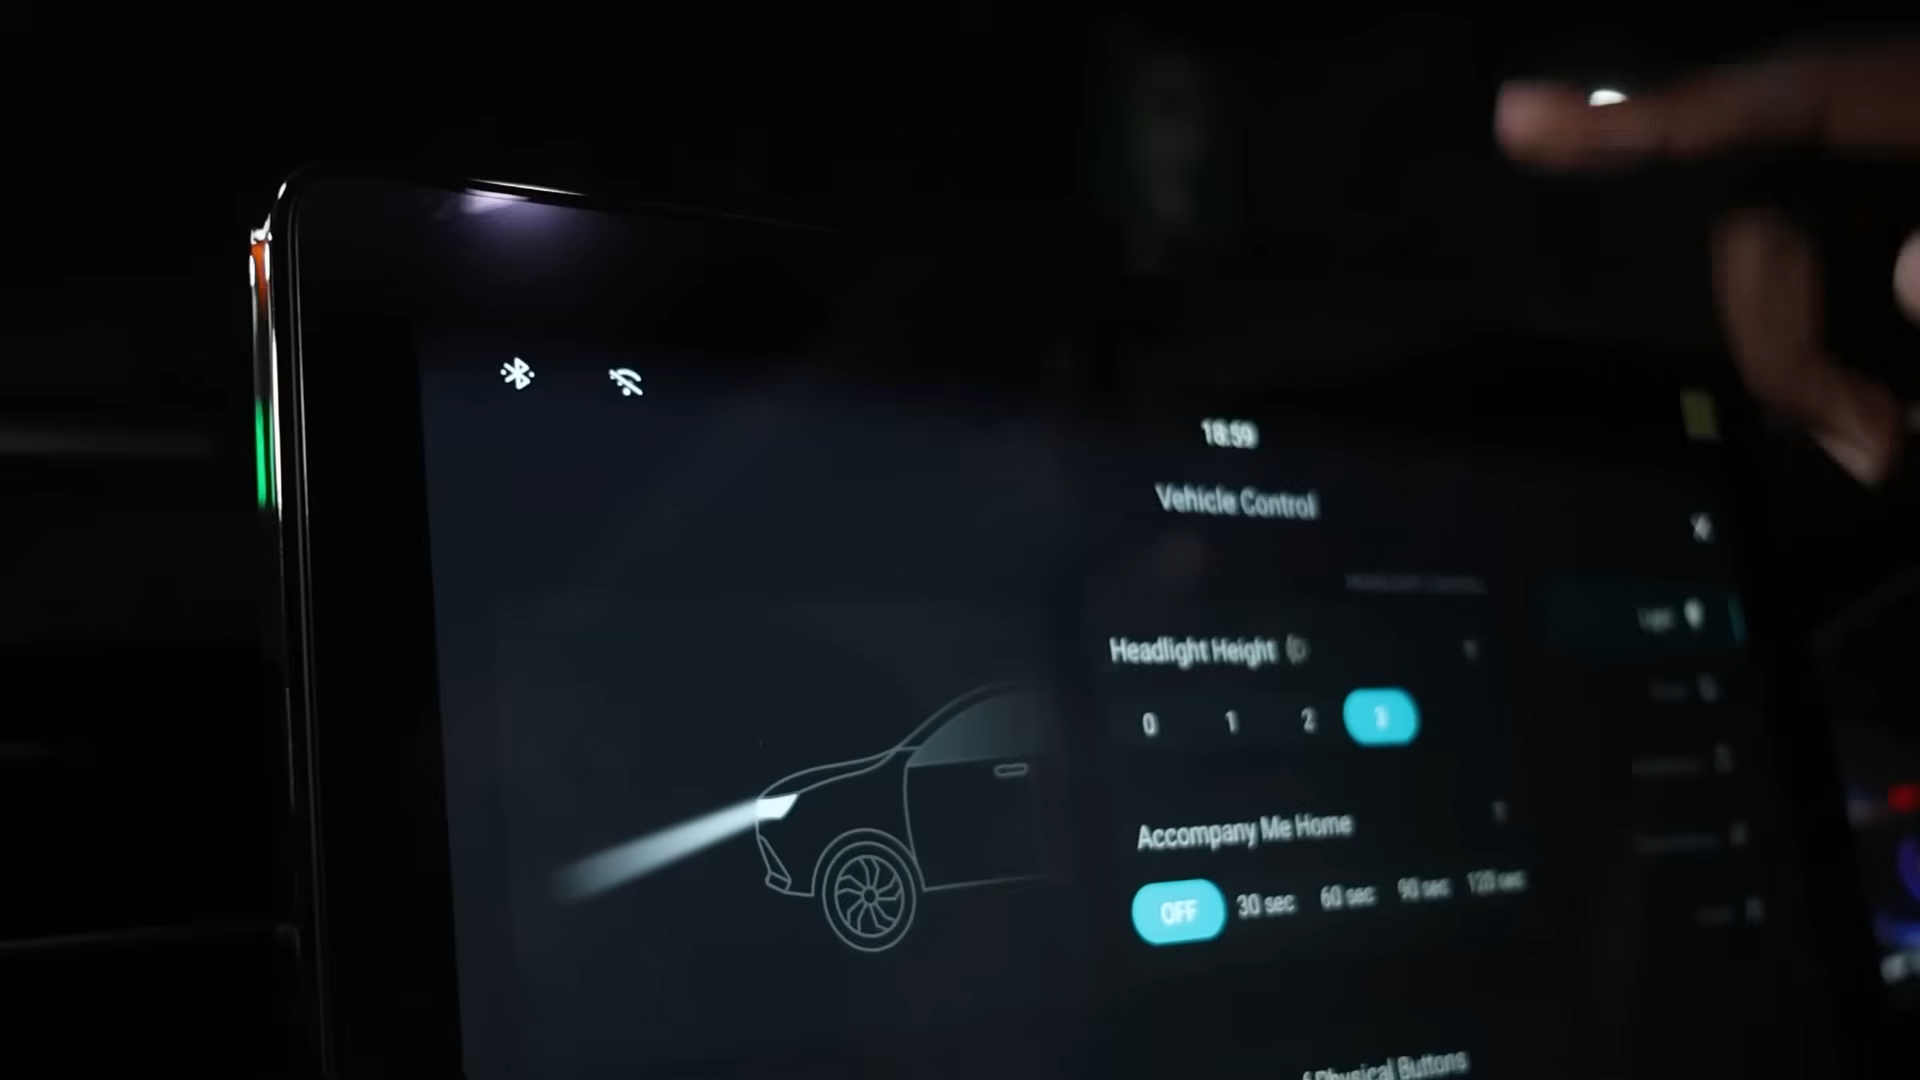 18:59
Vehicle Control
Headlight Height
0 1 2 3
Light
Accompany Me Home
OFF 30 sec 60 sec 90 sec 120 sec
Physical Buttons